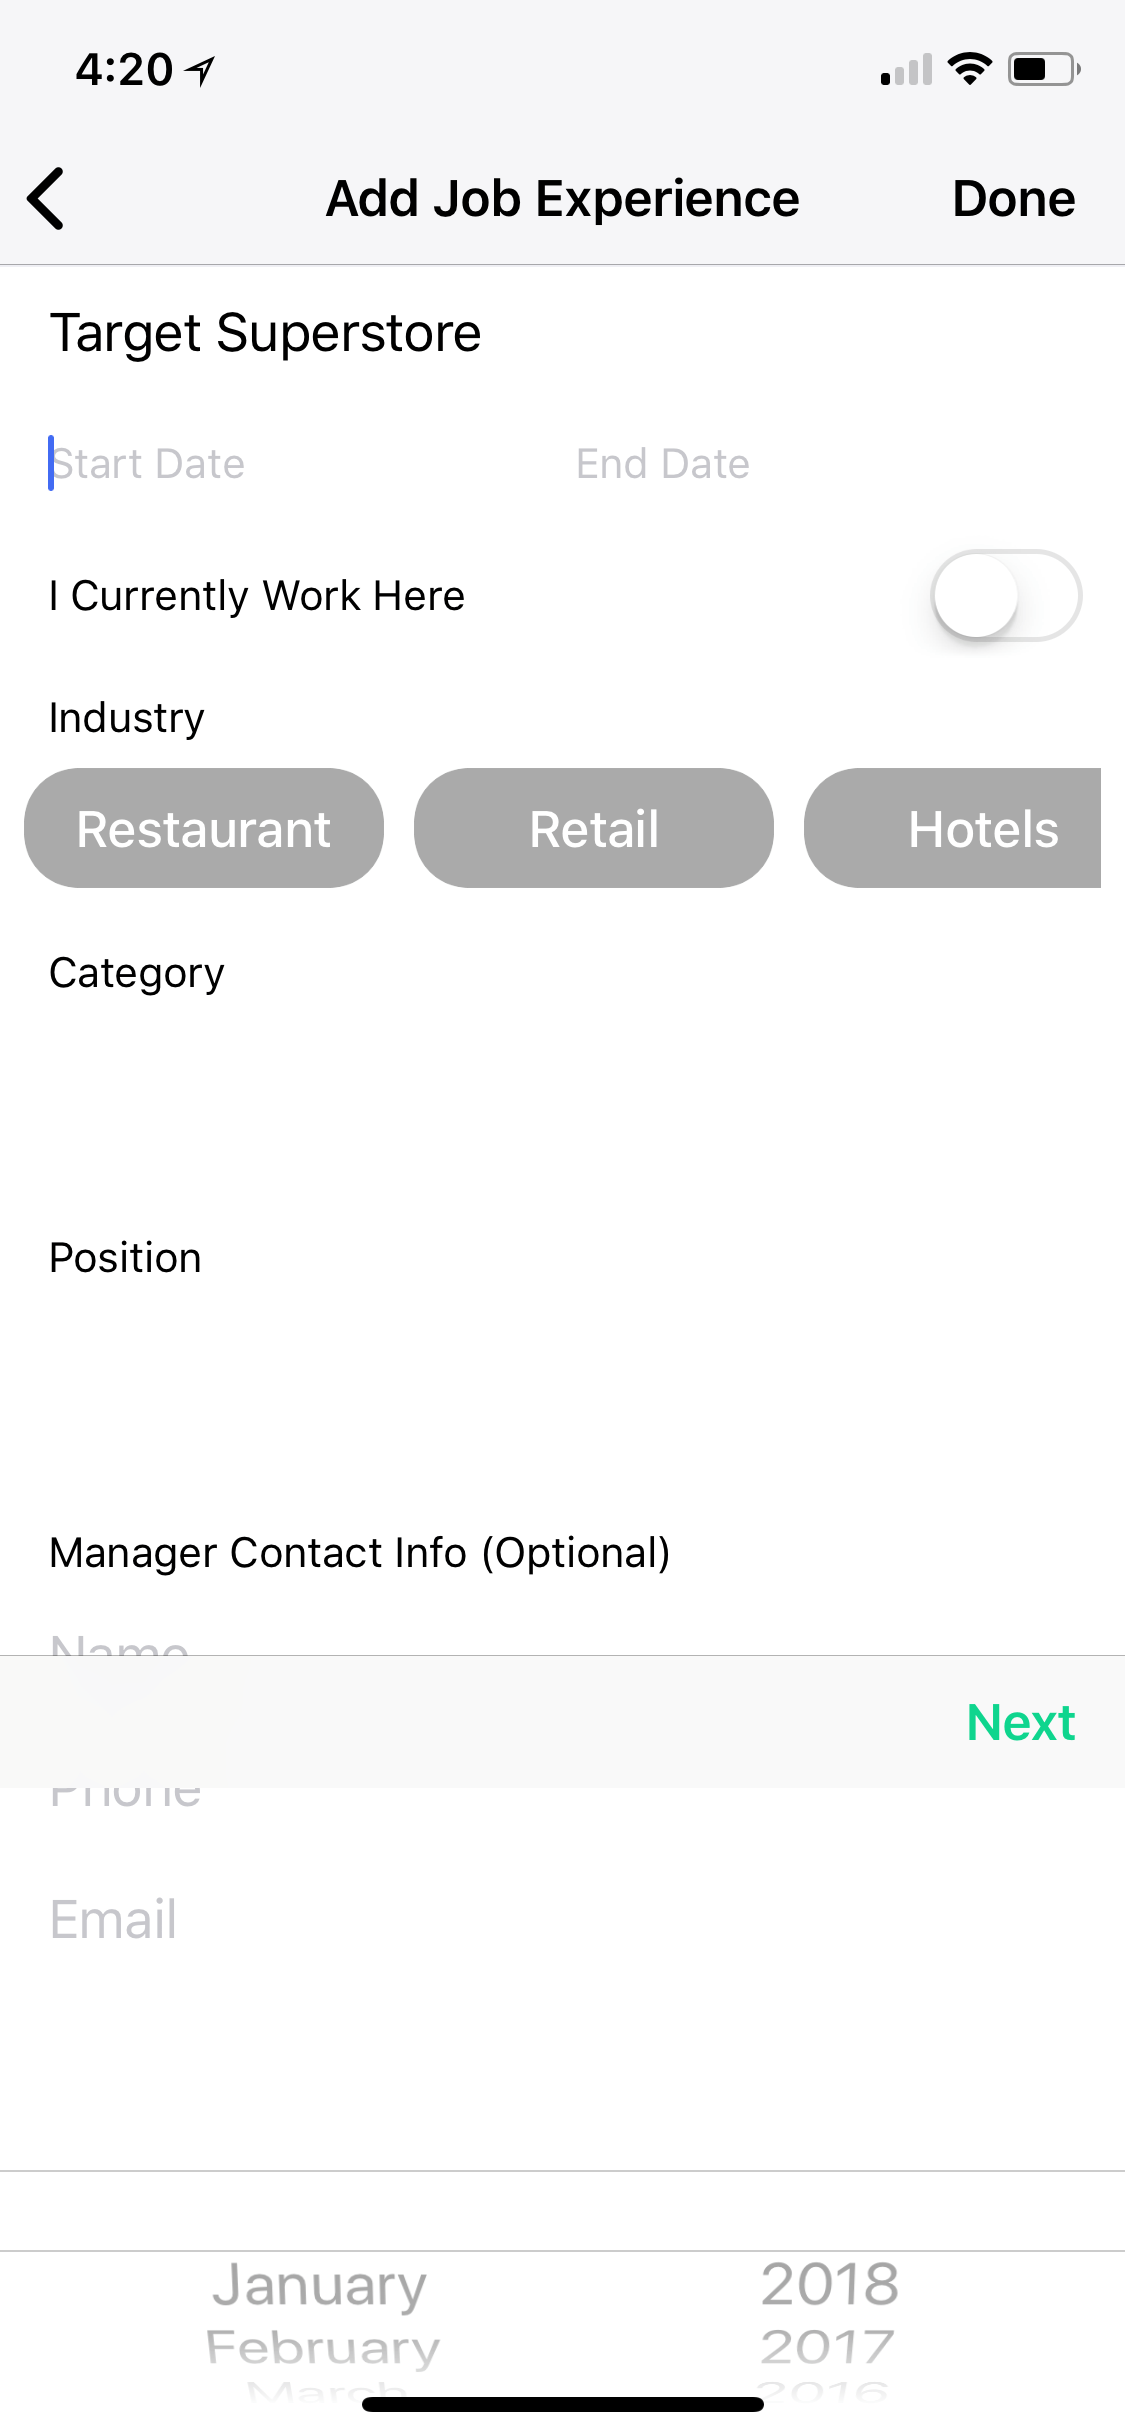 4:20
Add Job Experience Done
Target Superstore
Start Date End Date
I Currently Work Here
Industry
Restaurant Retail Hotels
Category
Position
Manager Contact Info (Optional)
Name
Next
Phone
Email
January 2018
February 2017
March 2016